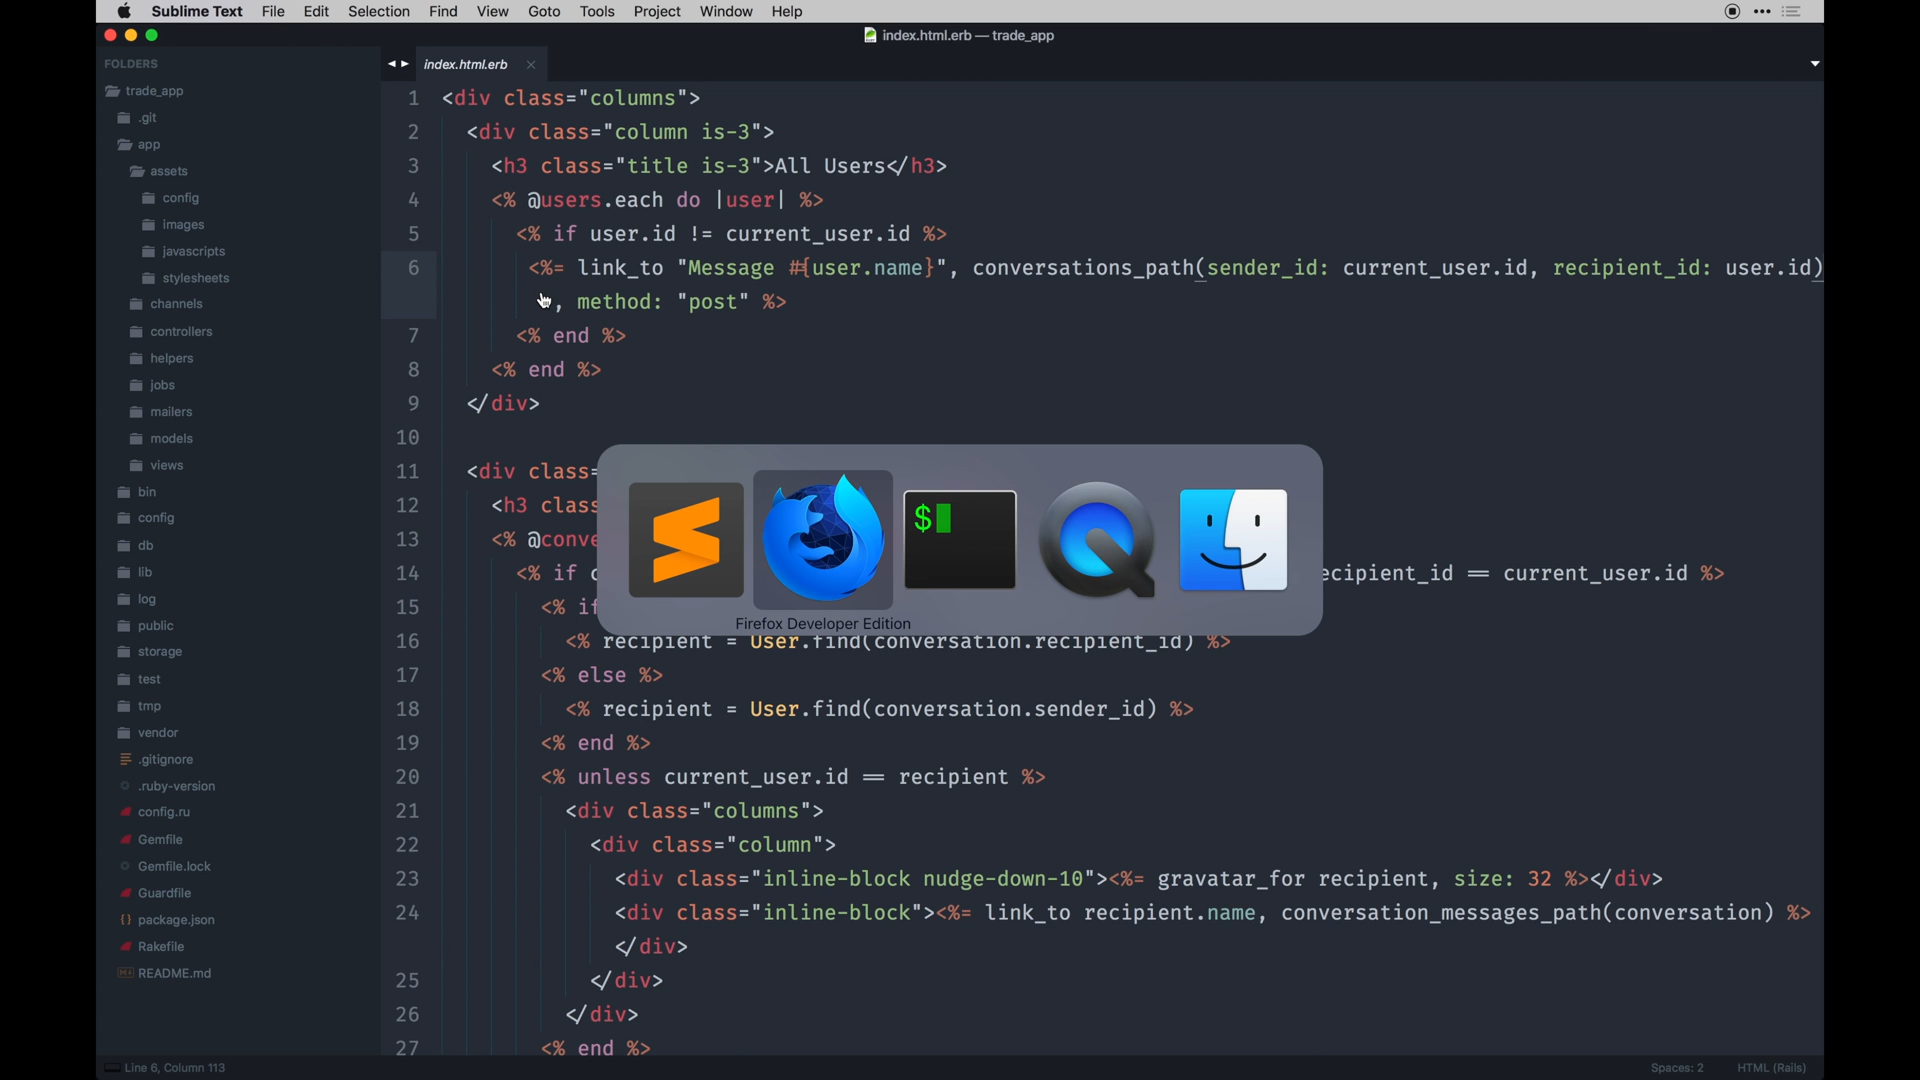 Sublime Text File Edit Selection Find View Goto Tools Project Window Help
index.html.erb — trade_app
FOLDERS
trade_app
.git
app
assets
config
images
javascripts
stylesheets
channels
controllers
helpers
jobs
mailers
models
views
bin
config
db
lib
log
public
storage
test
tmp
vendor
.gitignore
.ruby-version
config.ru
Gemfile
Gemfile.lock
Guardfile
package.json
Rakefile
README.md
index.html.erb
1 <div class="columns">
2 <div class="column is-3">
3 <h3 class="title is-3">All Users</h3>
4 <% @users.each do |user| %>
5 <% if user.id != current_user.id %>
6 <%= link_to "Message #{user.name}", conversations_path(sender_id: current_user.id, recipient_id: user.id)
, method: "post" %>
7 <% end %>
8 <% end %>
9 </div>
10
11 <div class=
12 <h3 class
13 <% @conve
14 <% if c ecipient_id == current_user.id %>
15 <% if
16 <% recipient = User.find(conversation.recipient_id) %>
17 <% else %>
18 <% recipient = User.find(conversation.sender_id) %>
19 <% end %>
20 <% unless current_user.id == recipient %>
21 <div class="columns">
22 <div class="column">
23 <div class="inline-block nudge-down-10"><%= gravatar_for recipient, size: 32 %></div>
24 <div class="inline-block"><%= link_to recipient.name, conversation_messages_path(conversation) %>
</div>
25 </div>
26 </div>
27 <% end %>
$
Firefox Developer Edition
Line 6, Column 113
Spaces: 2
HTML (Rails)